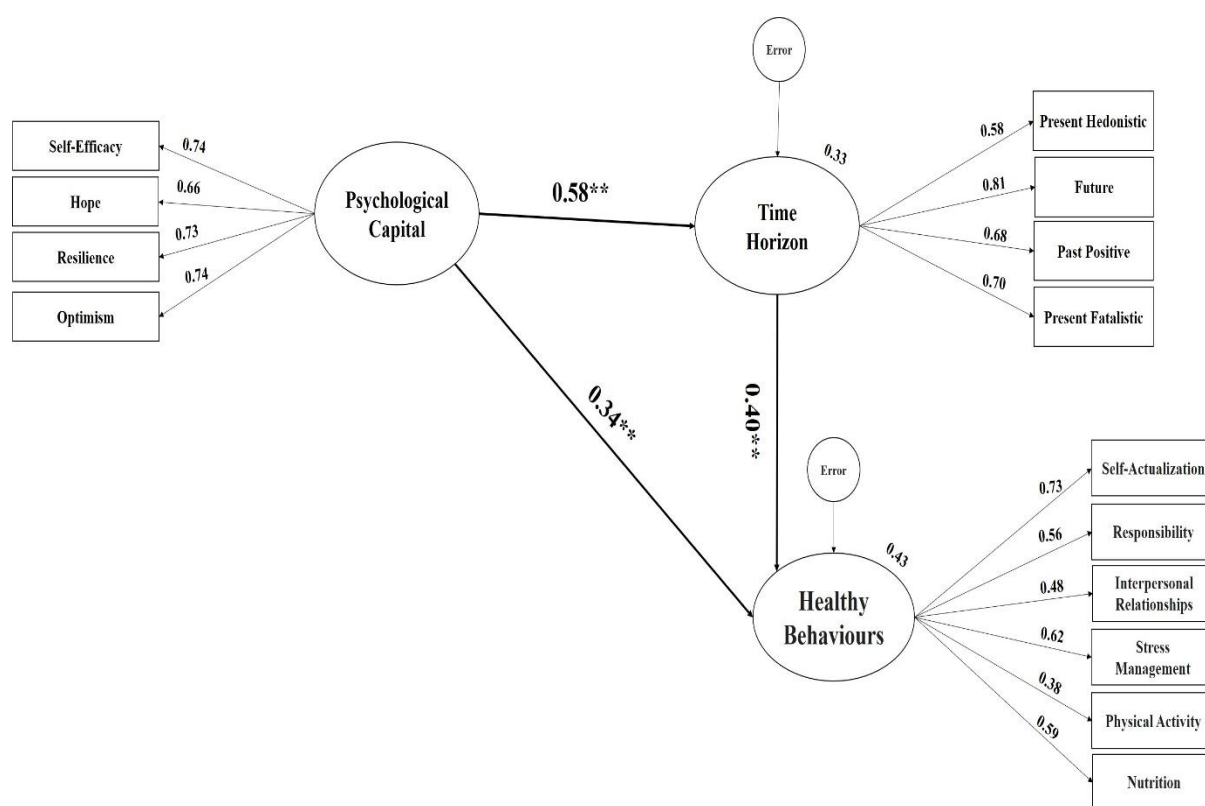 Error
Self-Efficacy
0.74
Hope
0.66
Resilience
0.73
Optimism
0.74
Psychological
Capital
0.58**
Time
Horizon
0.33
0.58
Present Hedonistic
0.81
Future
0.68
Past Positive
0.70
Present Fatalistic
0.34**
0.40**
Error
Healthy
Behaviours
0.43
0.73
Self-Actualization
0.56
Responsibility
0.48
Interpersonal
Relationships
0.62
Stress
Management
0.38
Physical Activity
0.59
Nutrition